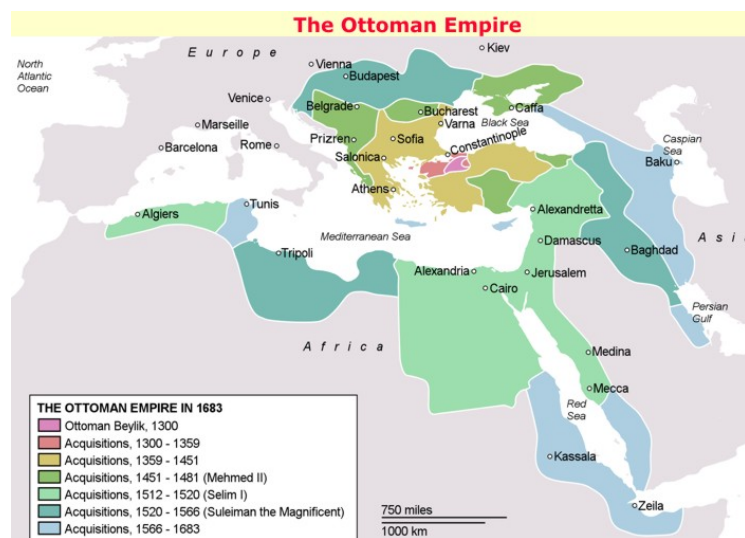 The Ottoman Empire
Europe
Kiev
North
Atlantic
Ocean
Vienna
Budapest
Venice
Belgrade
Bucharest
Caffa
Black Sea
Varna
Marseille
Prizren
Sofia
Constantinople
Caspian
Sea
Barcelona
Rome
Salonica
Baku
Athens
Tunis
Algiers
Alexandretta
Mediterranean Sea
Damascus
Baghdad
Asi
Tripoli
Alexandria
Jerusalem
Cairo
Persian
Gulf
Africa
Medina
Mecca
Red
Sea
Kassala
Zeila
THE OTTOMAN EMPIRE IN 1683
Ottoman Beylik, 1300
Acquisitions, 1300 - 1359
Acquisitions, 1359 - 1451
Acquisitions, 1451 - 1481 (Mehmed II)
Acquisitions, 1512 - 1520 (Selim I)
Acquisitions, 1520 - 1566 (Suleiman the Magnificent)
Acquisitions, 1566 - 1683
750 miles
1000 km